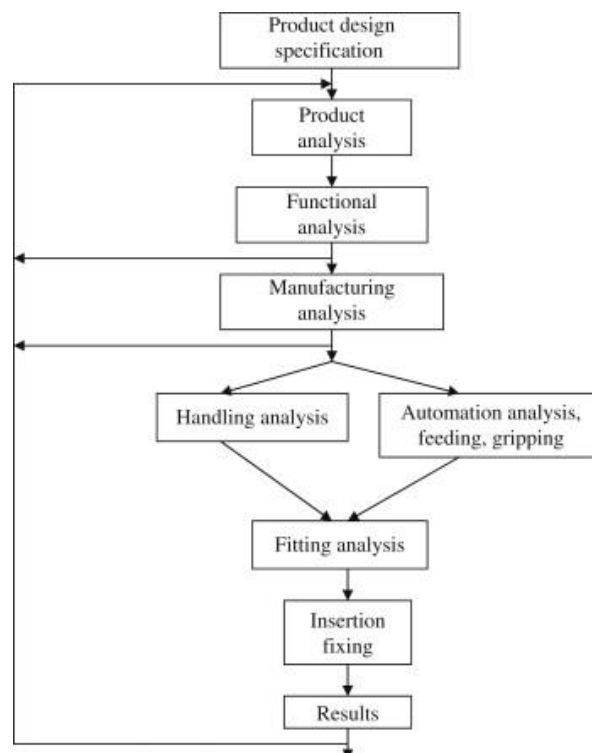 Product design
specification
Product
analysis
Functional
analysis
Manufacturing
analysis
Handling analysis
Automation analysis,
feeding, gripping
Fitting analysis
Insertion
fixing
Results